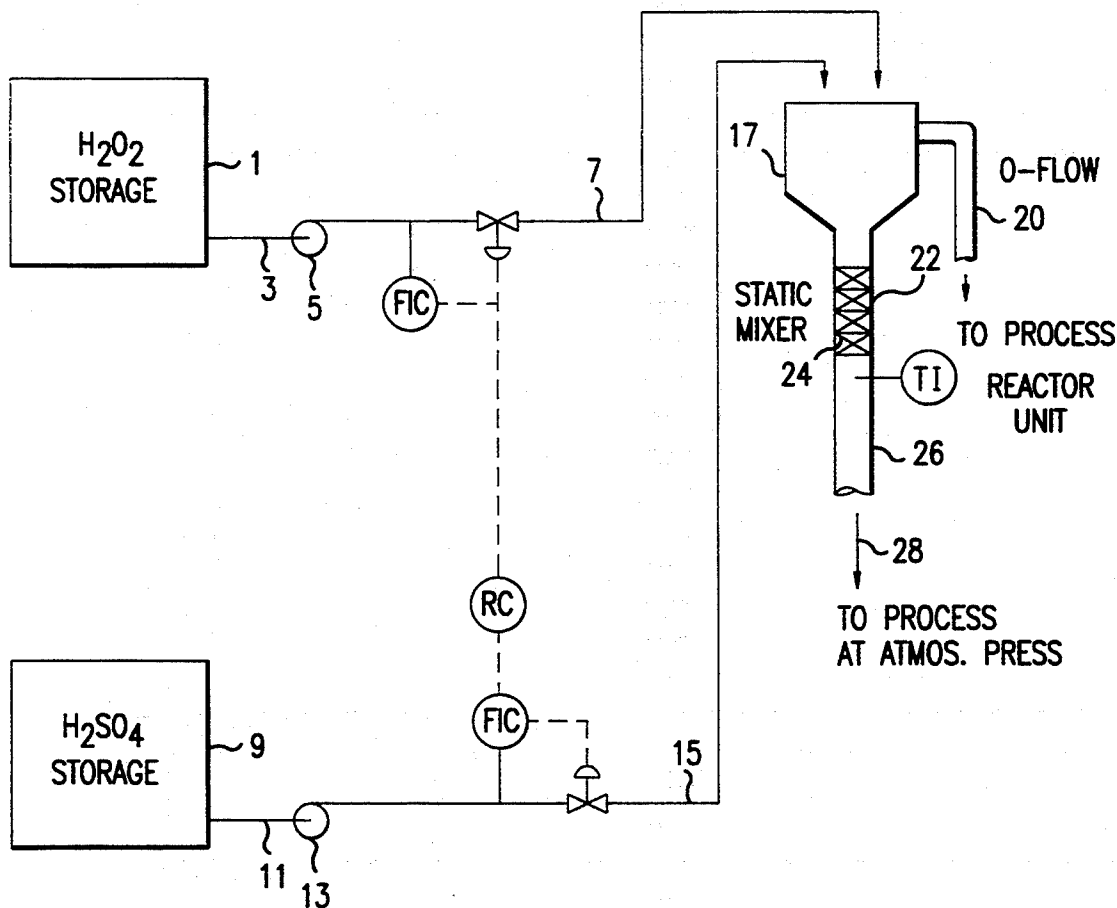 H2O2
STORAGE
1
3
5
FIC
7
17
O-FLOW
20
STATIC
MIXER
22
24
TI
TO PROCESS
REACTOR
UNIT
26
28
TO PROCESS
AT ATMOS. PRESS
RC
FIC
H2SO4
STORAGE
9
11
13
15